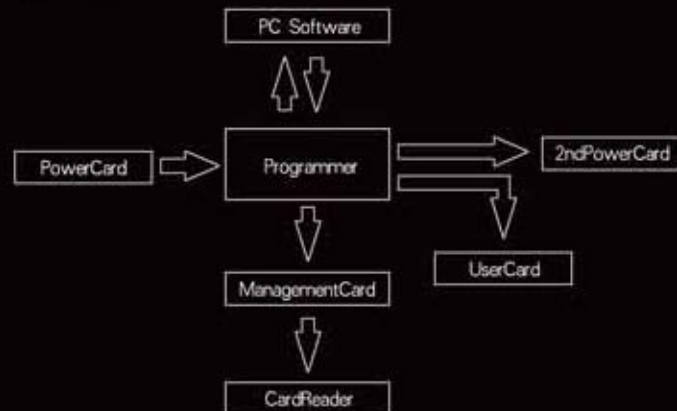 PC Software
PowerCard
Programmer
2ndPowerCard
UserCard
ManagementCard
CardReader